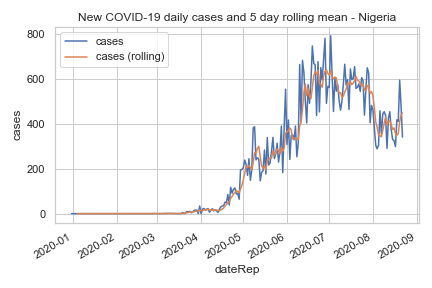 New COVID-19 daily cases and 5 day rolling mean - Nigeria
cases
cases (rolling)
800
600
400
200
0
cases
2020-01
2020-02
2020-03
2020-04
2020-05
2020-06
2020-07
2020-08
2020-09
dateRep